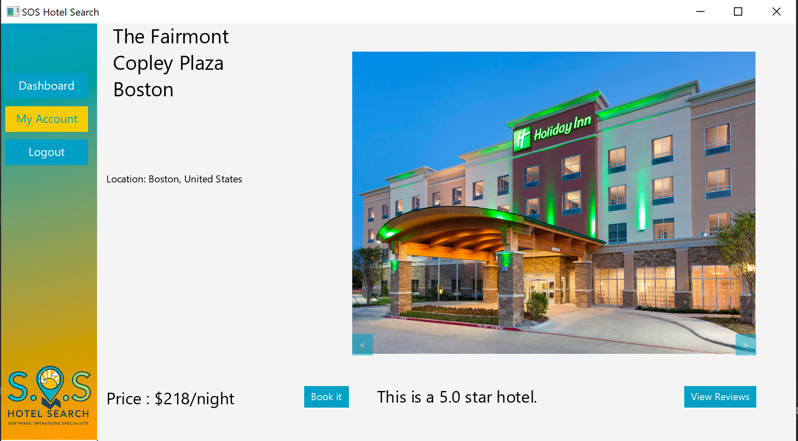 SOS Hotel Search
The Fairmont
Copley Plaza
Boston
Dashboard
My Account
Logout
Location: Boston, United States
H Holiday Inn
<
>
S.O.S
HOTEL SEARCH
SOFTWARE OPERATIONS SPECIALISTS
Price : $218/night
Book it
This is a 5.0 star hotel.
View Reviews